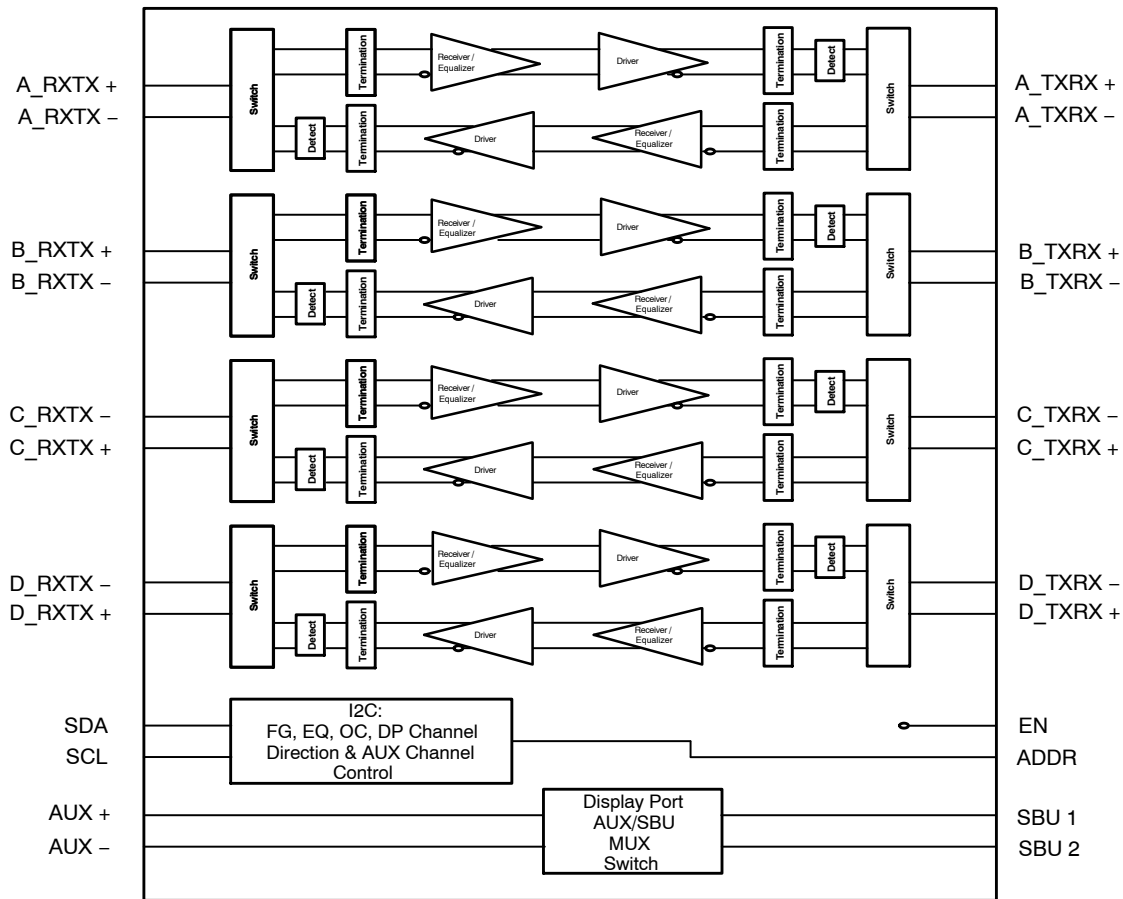 Switch
Termination
Receiver /
Equalizer
Driver
Termination
Detect
Switch
A_RXTX +
A_RXTX –
A_TXRX +
A_TXRX –
Detect
Termination
Driver
Receiver /
Equalizer
Termination
Switch
Termination
Receiver /
Equalizer
Driver
Termination
Detect
Switch
B_RXTX +
B_RXTX –
B_TXRX +
B_TXRX –
Detect
Termination
Driver
Receiver /
Equalizer
Termination
Switch
Termination
Receiver /
Equalizer
Driver
Termination
Detect
Switch
C_RXTX –
C_RXTX +
C_TXRX –
C_TXRX +
Detect
Termination
Driver
Receiver /
Equalizer
Termination
Switch
Termination
Receiver /
Equalizer
Driver
Termination
Detect
Switch
D_RXTX –
D_RXTX +
D_TXRX –
D_TXRX +
Detect
Termination
Driver
Receiver /
Equalizer
Termination
SDA
SCL
I2C:
FG, EQ, OC, DP Channel
Direction & AUX Channel
Control
EN
ADDR
AUX +
AUX –
Display Port
AUX/SBU
MUX
Switch
SBU 1
SBU 2